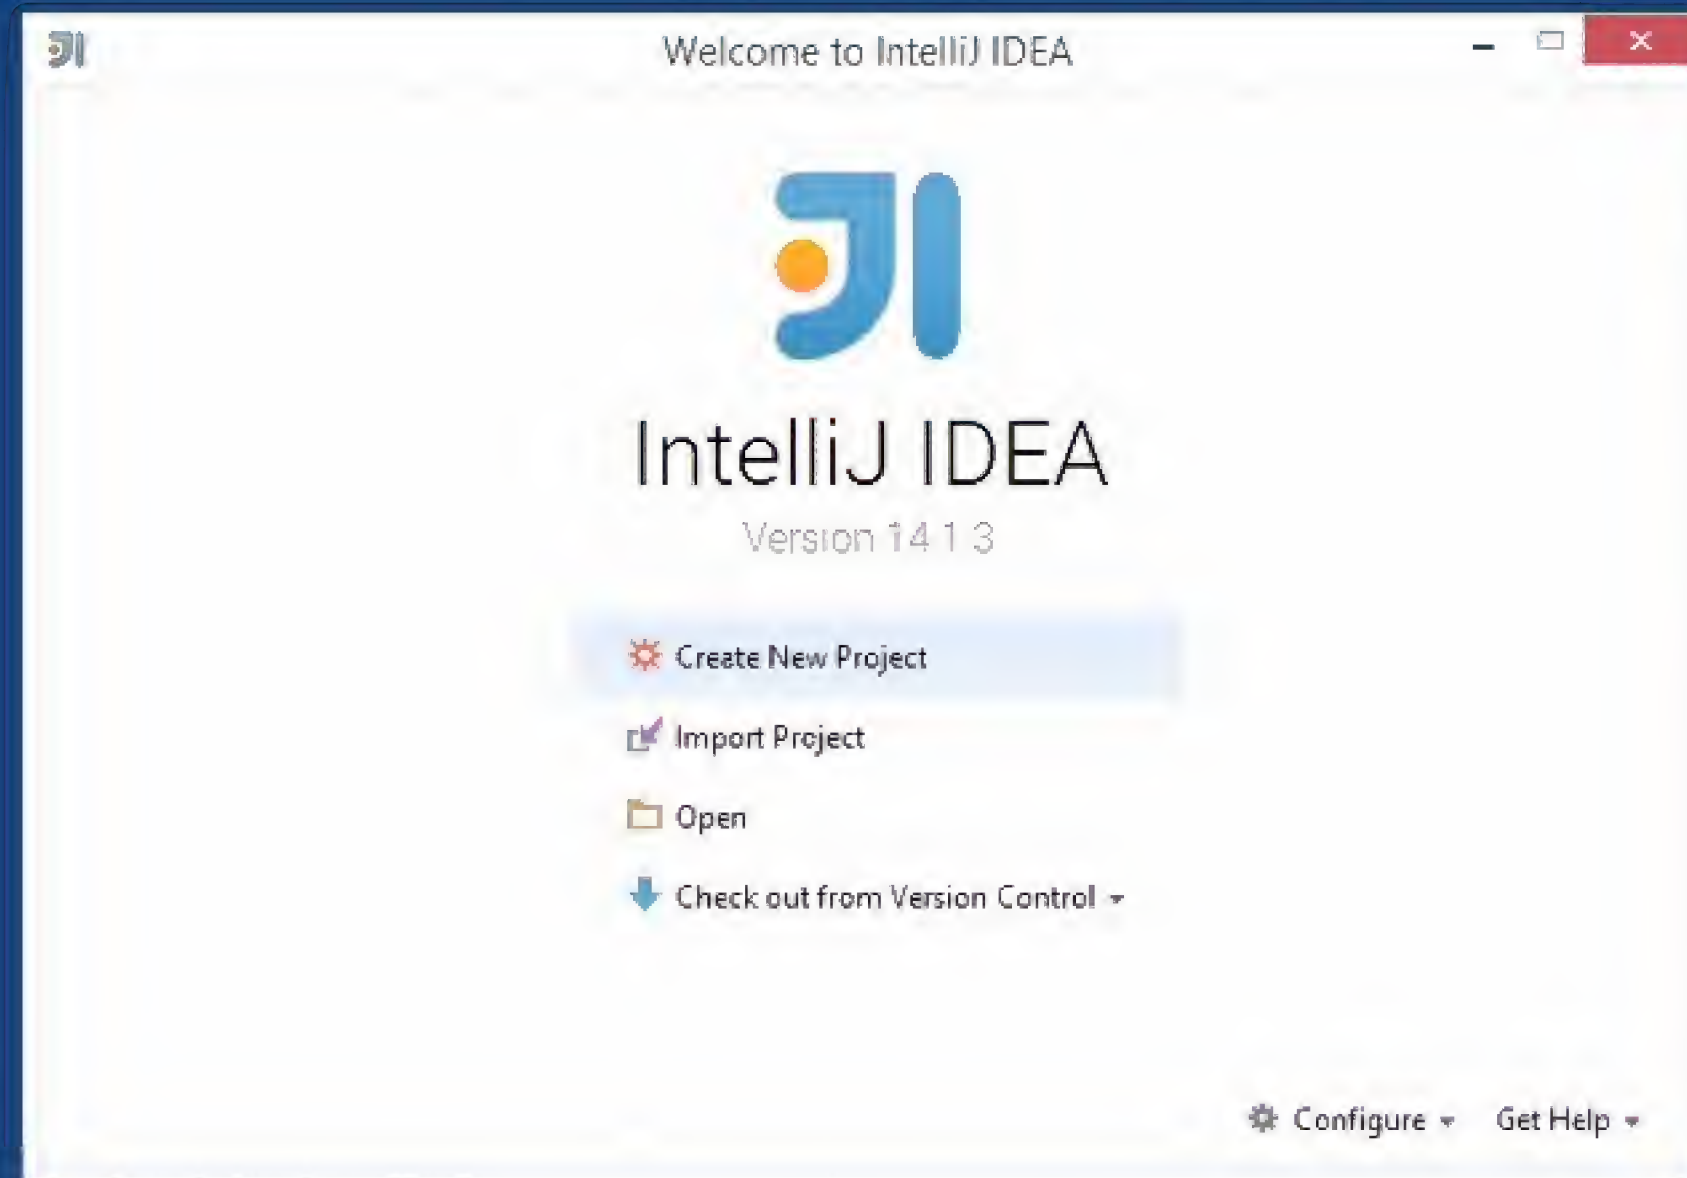 Welcome to IntelliJ IDEA
IntelliJ IDEA
Version 14.1.3
Create New Project
Import Project
Open
Check out from Version Control
Configure
Get Help